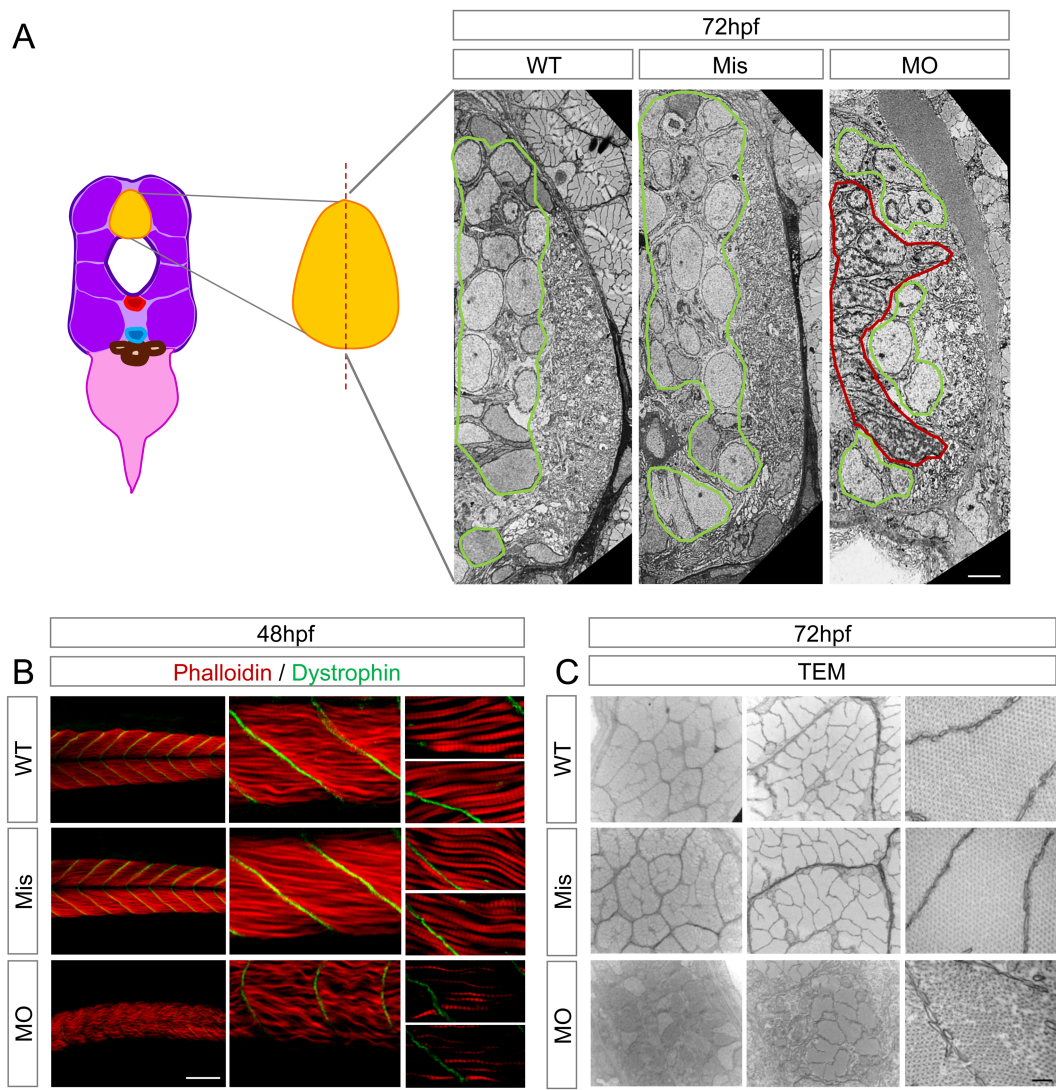 A
72hpf
WT
Mis
MO
B
48hpf
Phalloidin / Dystrophin
WT
Mis
MO
C
72hpf
TEM
WT
Mis
MO